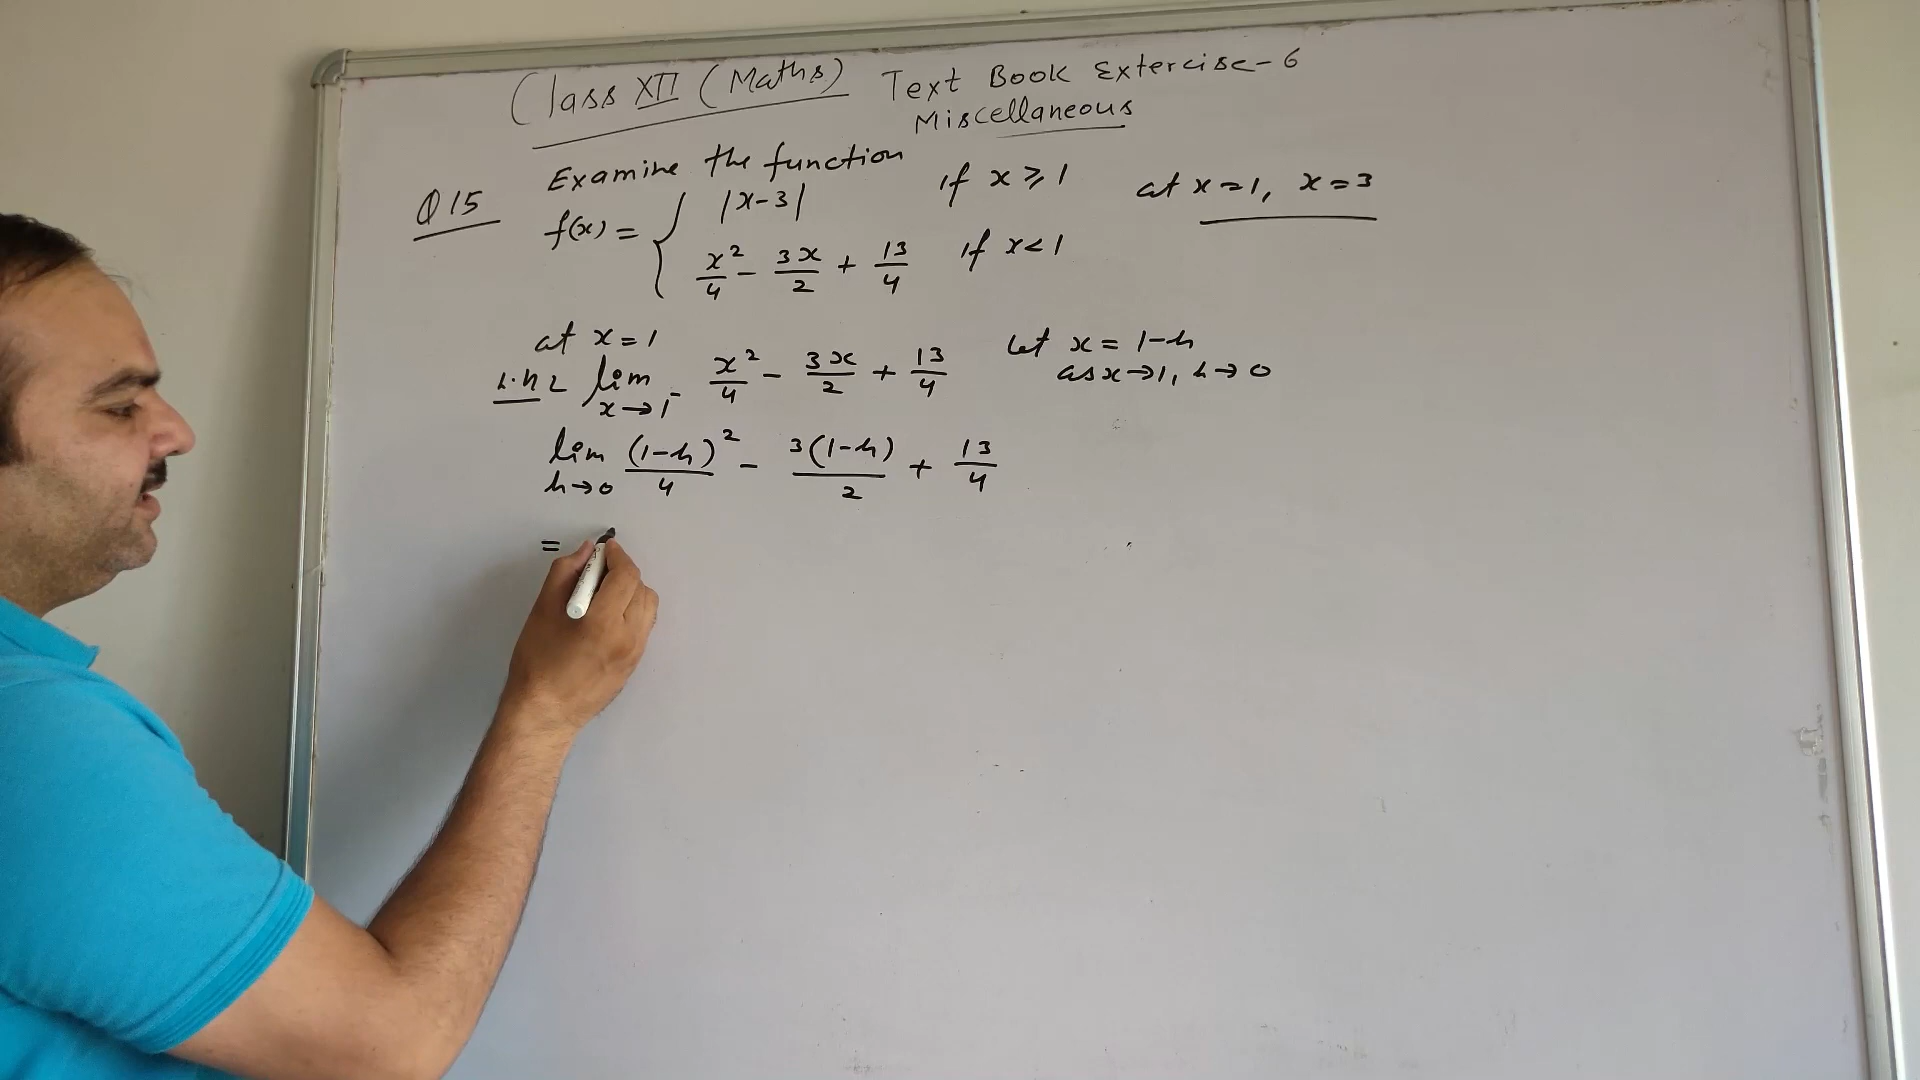 Class XII (Maths) Text Book Extercise-6
Miscellaneous
Q15 Examine the function
f(x) = { |x-3| if x ≥ 1 at x=1, x=3
x²/4 - 3x/2 + 13/4 if x < 1
at x = 1
L.H.L lim x→1⁻ x²/4 - 3x/2 + 13/4 Let x = 1-h
as x→1, h→0
lim h→0 (1-h)²/4 - 3(1-h)/2 + 13/4
=